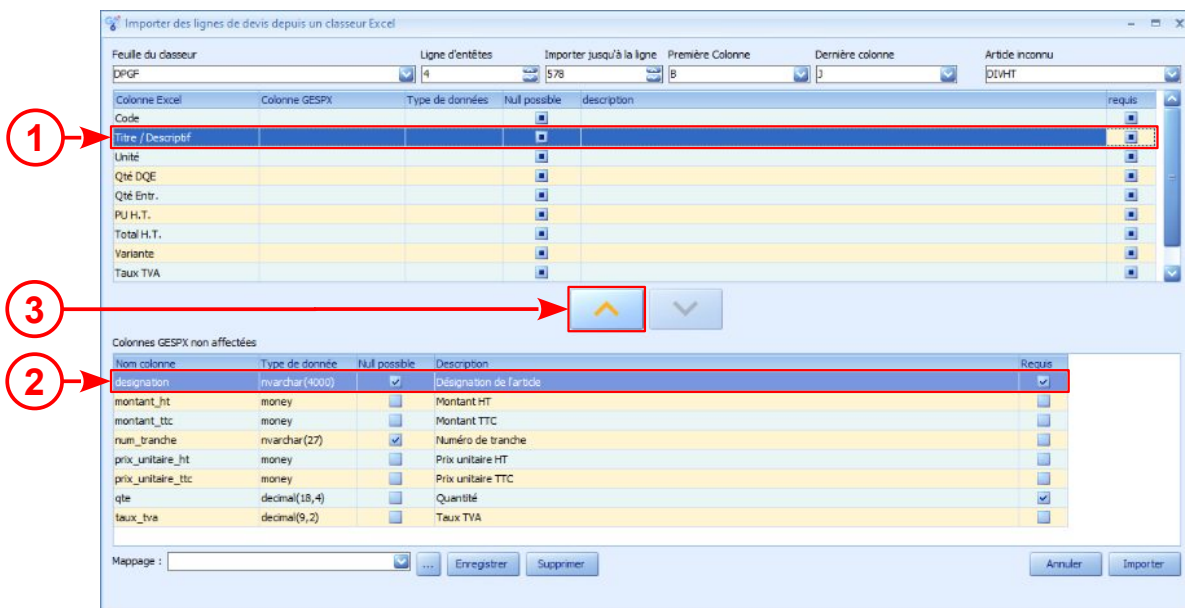 Importer des lignes de devis depuis un classeur Excel
Feuille du classeur Ligne d'entêtes Importer jusqu'à la ligne Première Colonne Dernière colonne Article inconnu
DPGF 4 578 B J DIVHT
Colonne Excel Colonne GESPX Type de données Null possible description requis
Code
1 Titre / Descriptif
Unité
Qté DQE
Qté Entr.
PU H.T.
Total H.T.
Variante
Taux TVA
3
Colonnes GESPX non affectées
Nom colonne Type de donnée Null possible Description Requis
2 designation nvarchar(4000) Désignation de l'article
montant_ht money Montant HT
montant_ttc money Montant TTC
num_tranche nvarchar(27) Numéro de tranche
prix_unitaire_ht money Prix unitaire HT
prix_unitaire_ttc money Prix unitaire TTC
qte decimal(18,4) Quantité
taux_tva decimal(9,2) Taux TVA
Mappage : ... Enregistrer Supprimer Annuler Importer